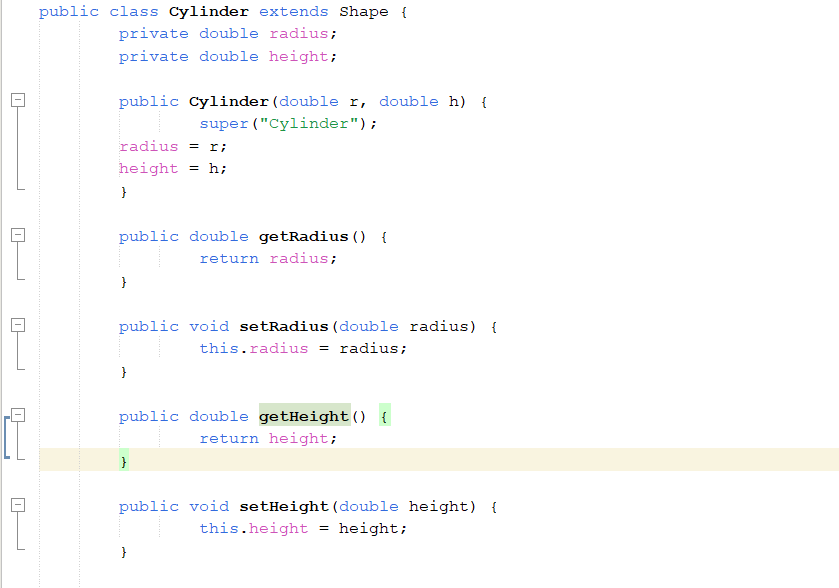 public class Cylinder extends Shape {
private double radius;
private double height;
public Cylinder(double r, double h) {
super("Cylinder");
radius = r;
height = h;
}
public double getRadius() {
return radius;
}
public void setRadius(double radius) {
this.radius = radius;
}
public double getHeight() {
return height;
}
public void setHeight(double height) {
this.height = height;
}